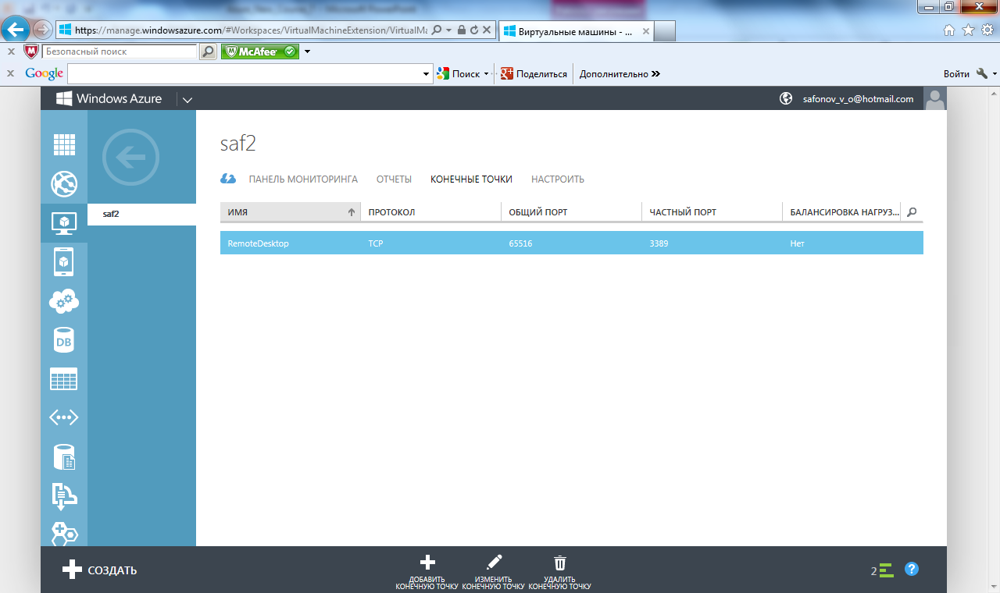 https://manage.windowsazure.com/#Workspaces/VirtualMachineExtension/VirtualMa
Виртуальные машины - ...
Безопасный поиск
McAfee
Google
Поиск
Поделиться
Дополнительно
Войти
Windows Azure
safonov_v_o@hotmail.com
saf2
saf2
ПАНЕЛЬ МОНИТОРИНГА ОТЧЕТЫ КОНЕЧНЫЕ ТОЧКИ НАСТРОИТЬ
ИМЯ ПРОТОКОЛ ОБЩИЙ ПОРТ ЧАСТНЫЙ ПОРТ БАЛАНСИРОВКА НАГРУЗ...
RemoteDesktop TCP 65516 3389 Нет
DB
СОЗДАТЬ
ДОБАВИТЬ
КОНЕЧНУЮ ТОЧКУ
ИЗМЕНИТЬ
КОНЕЧНУЮ ТОЧКУ
УДАЛИТЬ
КОНЕЧНУЮ ТОЧКУ
2
?